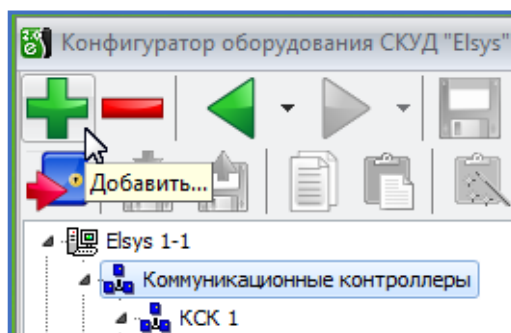 Конфигуратор оборудования СКУД "Elsys"
Добавить...
Elsys 1-1
Коммуникационные контроллеры
КСК 1